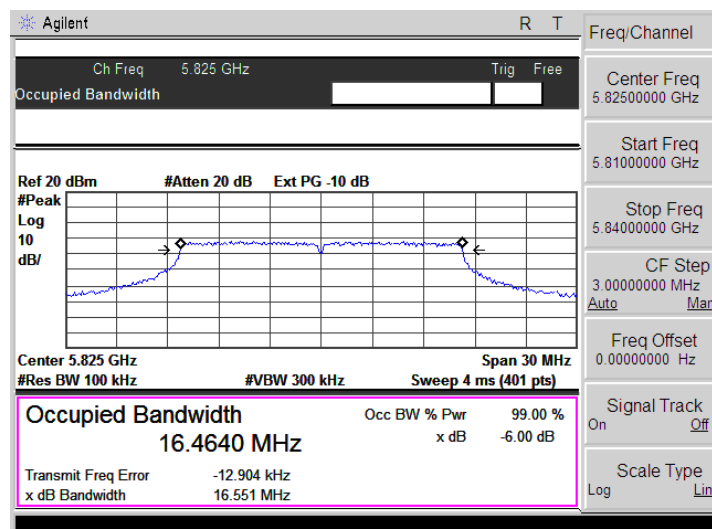 Agilent R T
Freq/Channel
Ch Freq 5.825 GHz Trig Free
Occupied Bandwidth
Center Freq
5.82500000 GHz
Start Freq
5.81000000 GHz
Stop Freq
5.84000000 GHz
CF Step
3.00000000 MHz
Auto Man
Freq Offset
0.00000000 Hz
Signal Track
On Off
Scale Type
Log Lin
Ref 20 dBm #Atten 20 dB Ext PG -10 dB
#Peak
Log
10
dB/
Center 5.825 GHz Span 30 MHz
#Res BW 100 kHz #VBW 300 kHz Sweep 4 ms (401 pts)
Occupied Bandwidth Occ BW % Pwr 99.00 %
16.4640 MHz x dB -6.00 dB
Transmit Freq Error -12.904 kHz
x dB Bandwidth 16.551 MHz